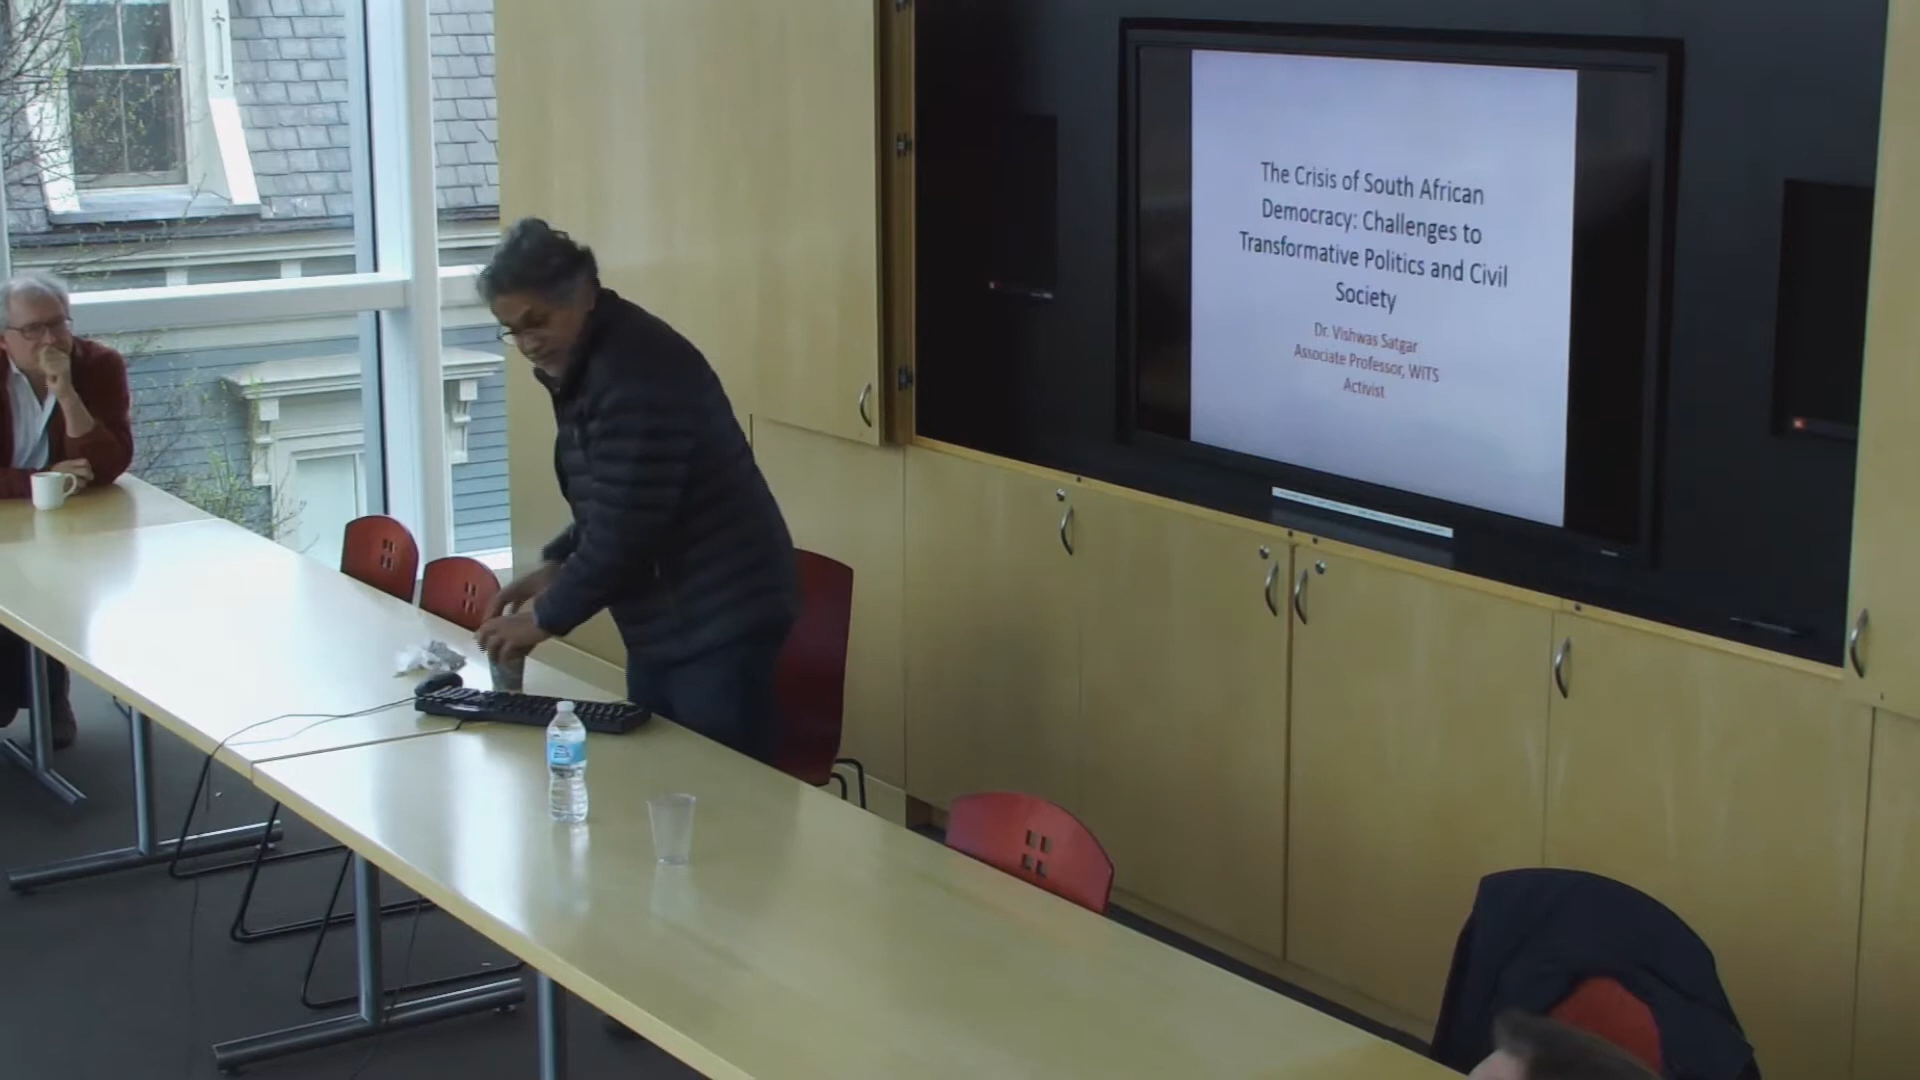 The Crisis of South African
Democracy: Challenges to
Transformative Politics and Civil
Society
Dr. Vishwas Satgar
Associate Professor, WITS
Activist